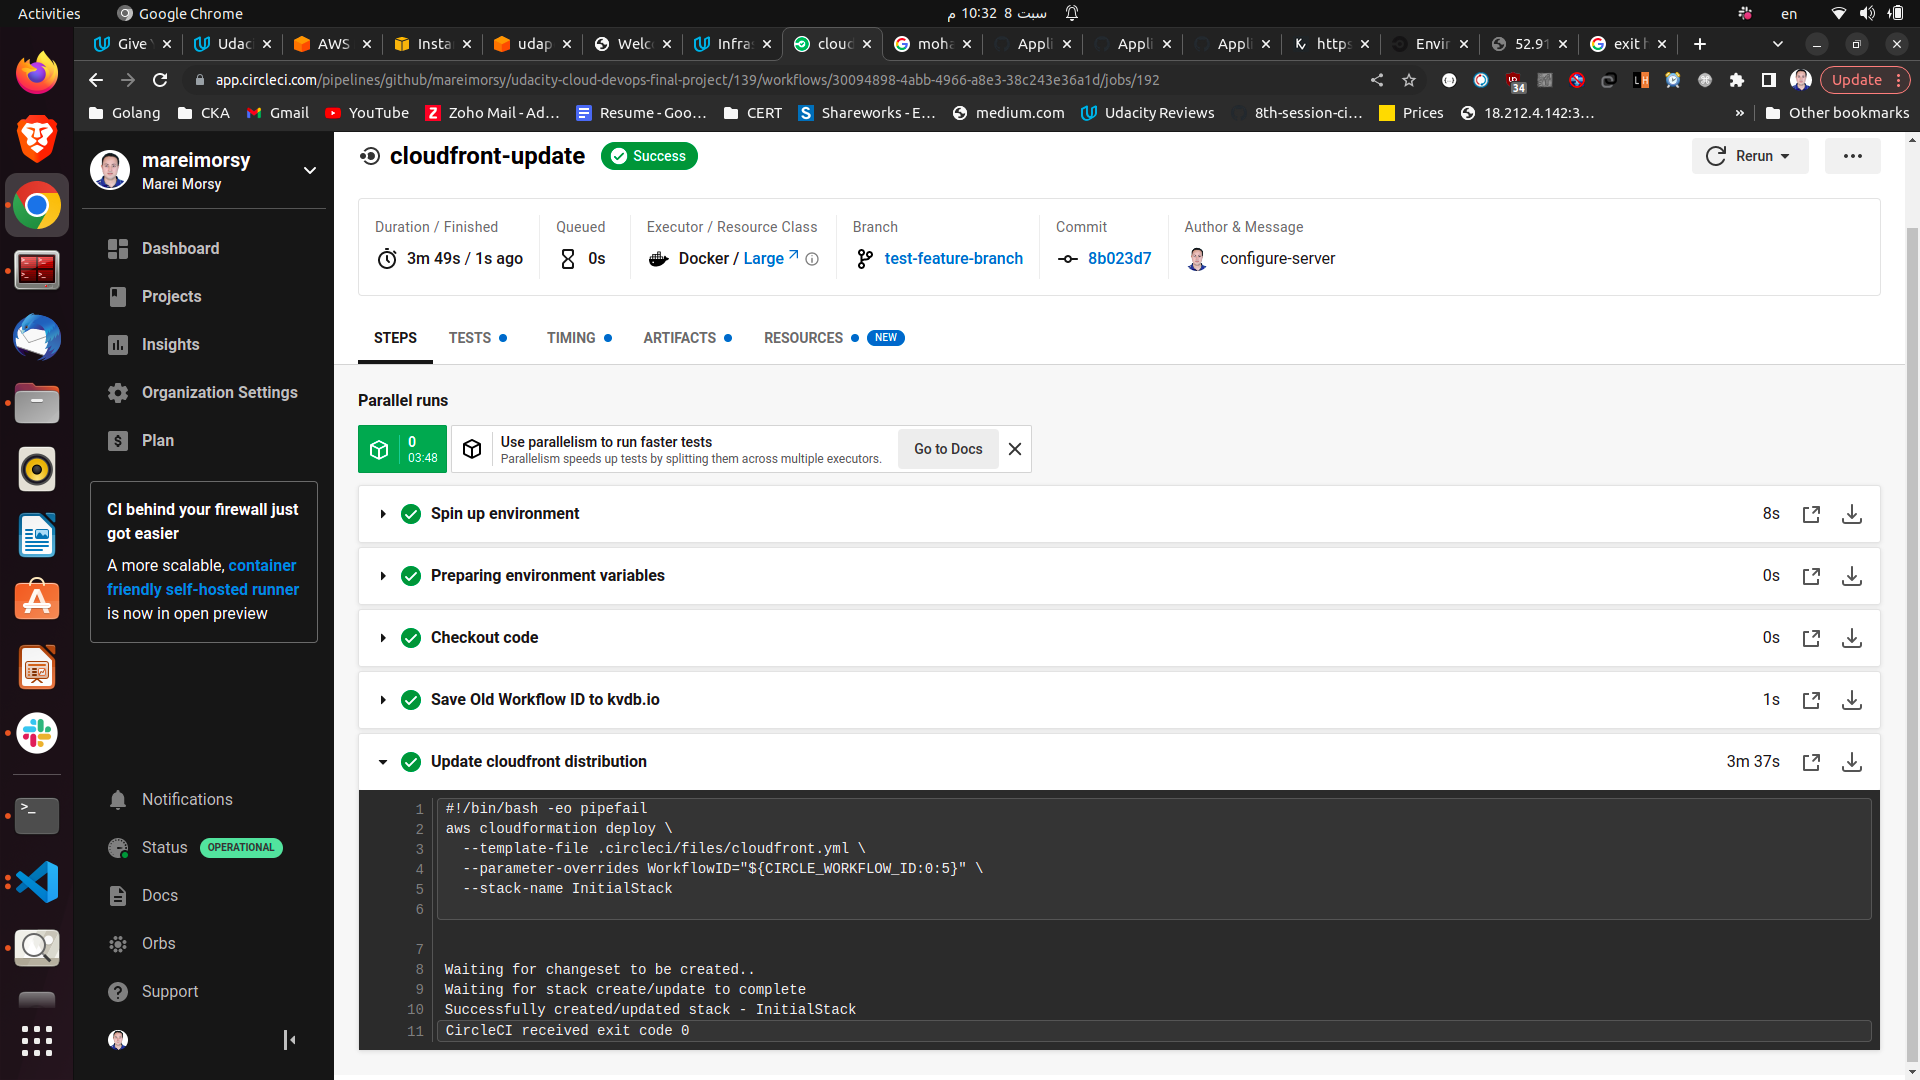 Activities
Google Chrome
سبت 8 10:32 م
en
Give
Udac
AWS
Insta
udap
Welc
Infra
cloud
moha
Appli
Appli
Appli
https
Envir
52.91
exit h
app.circleci.com/pipelines/github/mareimorsy/udacity-cloud-devops-final-project/139/workflows/30094898-4abb-4966-a8e3-38c243e36a1d/jobs/192
34
Update
Golang
CKA
Gmail
YouTube
Zoho Mail - Ad...
Resume - Goo...
CERT
Shareworks - E...
medium.com
Udacity Reviews
8th-session-ci...
Prices
18.212.4.142:3...
»
Other bookmarks
mareimorsy
Marei Morsy
Dashboard
Projects
Insights
Organization Settings
Plan
CI behind your firewall just
got easier
A more scalable, container
friendly self-hosted runner
is now in open preview
Notifications
Status OPERATIONAL
Docs
Orbs
Support
cloudfront-update
Success
Rerun
Duration / Finished
3m 49s / 1s ago
Queued
0s
Executor / Resource Class
Docker / Large
Branch
test-feature-branch
Commit
8b023d7
Author & Message
configure-server
STEPS
TESTS
TIMING
ARTIFACTS
RESOURCES NEW
Parallel runs
0
03:48
Use parallelism to run faster tests
Parallelism speeds up tests by splitting them across multiple executors.
Go to Docs
Spin up environment 8s
Preparing environment variables 0s
Checkout code 0s
Save Old Workflow ID to kvdb.io 1s
Update cloudfront distribution 3m 37s
1 #!/bin/bash -eo pipefail
2 aws cloudformation deploy \
3 --template-file .circleci/files/cloudfront.yml \
4 --parameter-overrides WorkflowID="${CIRCLE_WORKFLOW_ID:0:5}" \
5 --stack-name InitialStack
6
7
8 Waiting for changeset to be created..
9 Waiting for stack create/update to complete
10 Successfully created/updated stack - InitialStack
11 CircleCI received exit code 0